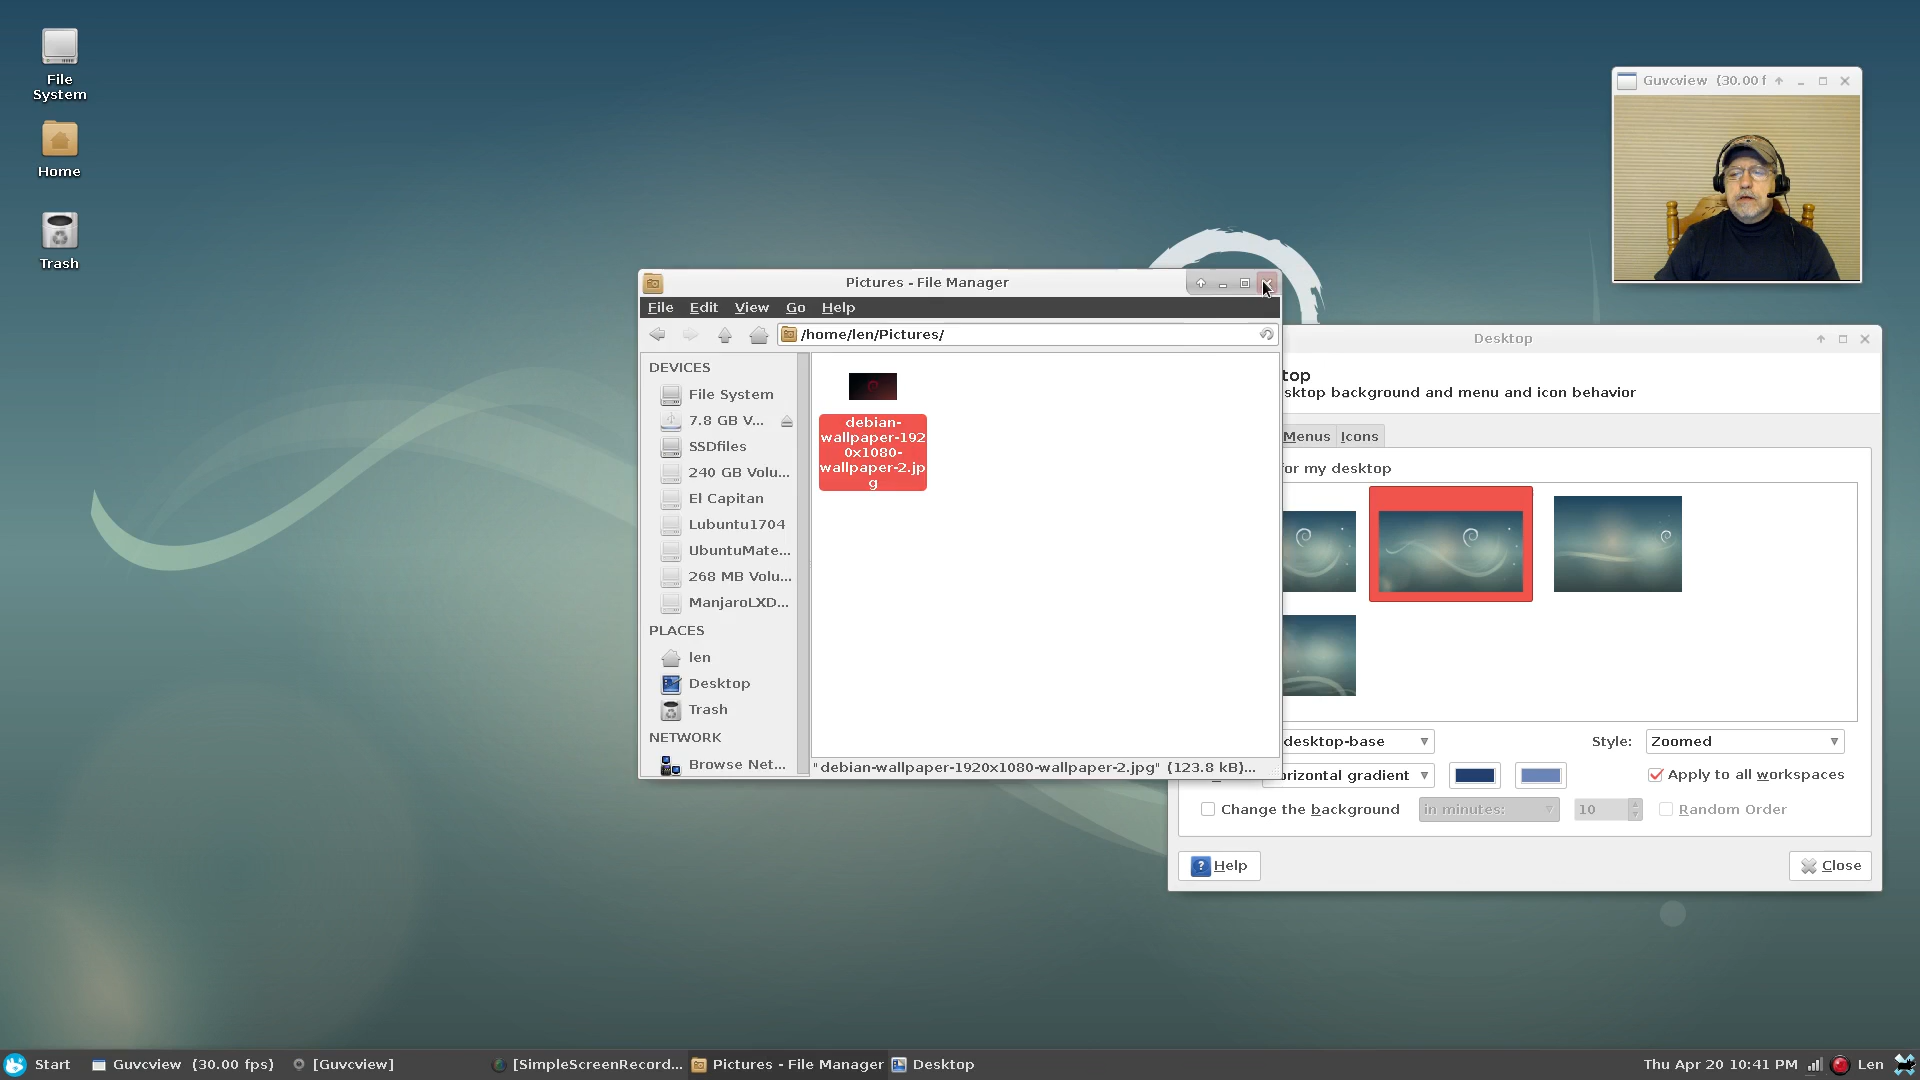 File
System
Home
Trash
Guvcview (30.00 f
Pictures - File Manager
File Edit View Go Help
/home/len/Pictures/
DEVICES
File System
7.8 GB V...
SSDfiles
240 GB Volu...
El Capitan
Lubuntu1704
UbuntuMate...
268 MB Volu...
ManjaroLXD...
PLACES
len
Desktop
Trash
NETWORK
Browse Net...
debian-
wallpaper-192
0x1080-
wallpaper-2.jp
g
"debian-wallpaper-1920x1080-wallpaper-2.jpg" (123.8 kB)...
Desktop
top
sktop background and menu and icon behavior
Menus Icons
for my desktop
desktop-base
Style: Zoomed
orizontal gradient
Apply to all workspaces
Change the background in minutes: 10 Random Order
Help
Close
Start Guvcview (30.00 fps) [Guvcview] [SimpleScreenRecord... Pictures - File Manager Desktop
Thu Apr 20 10:41 PM Len